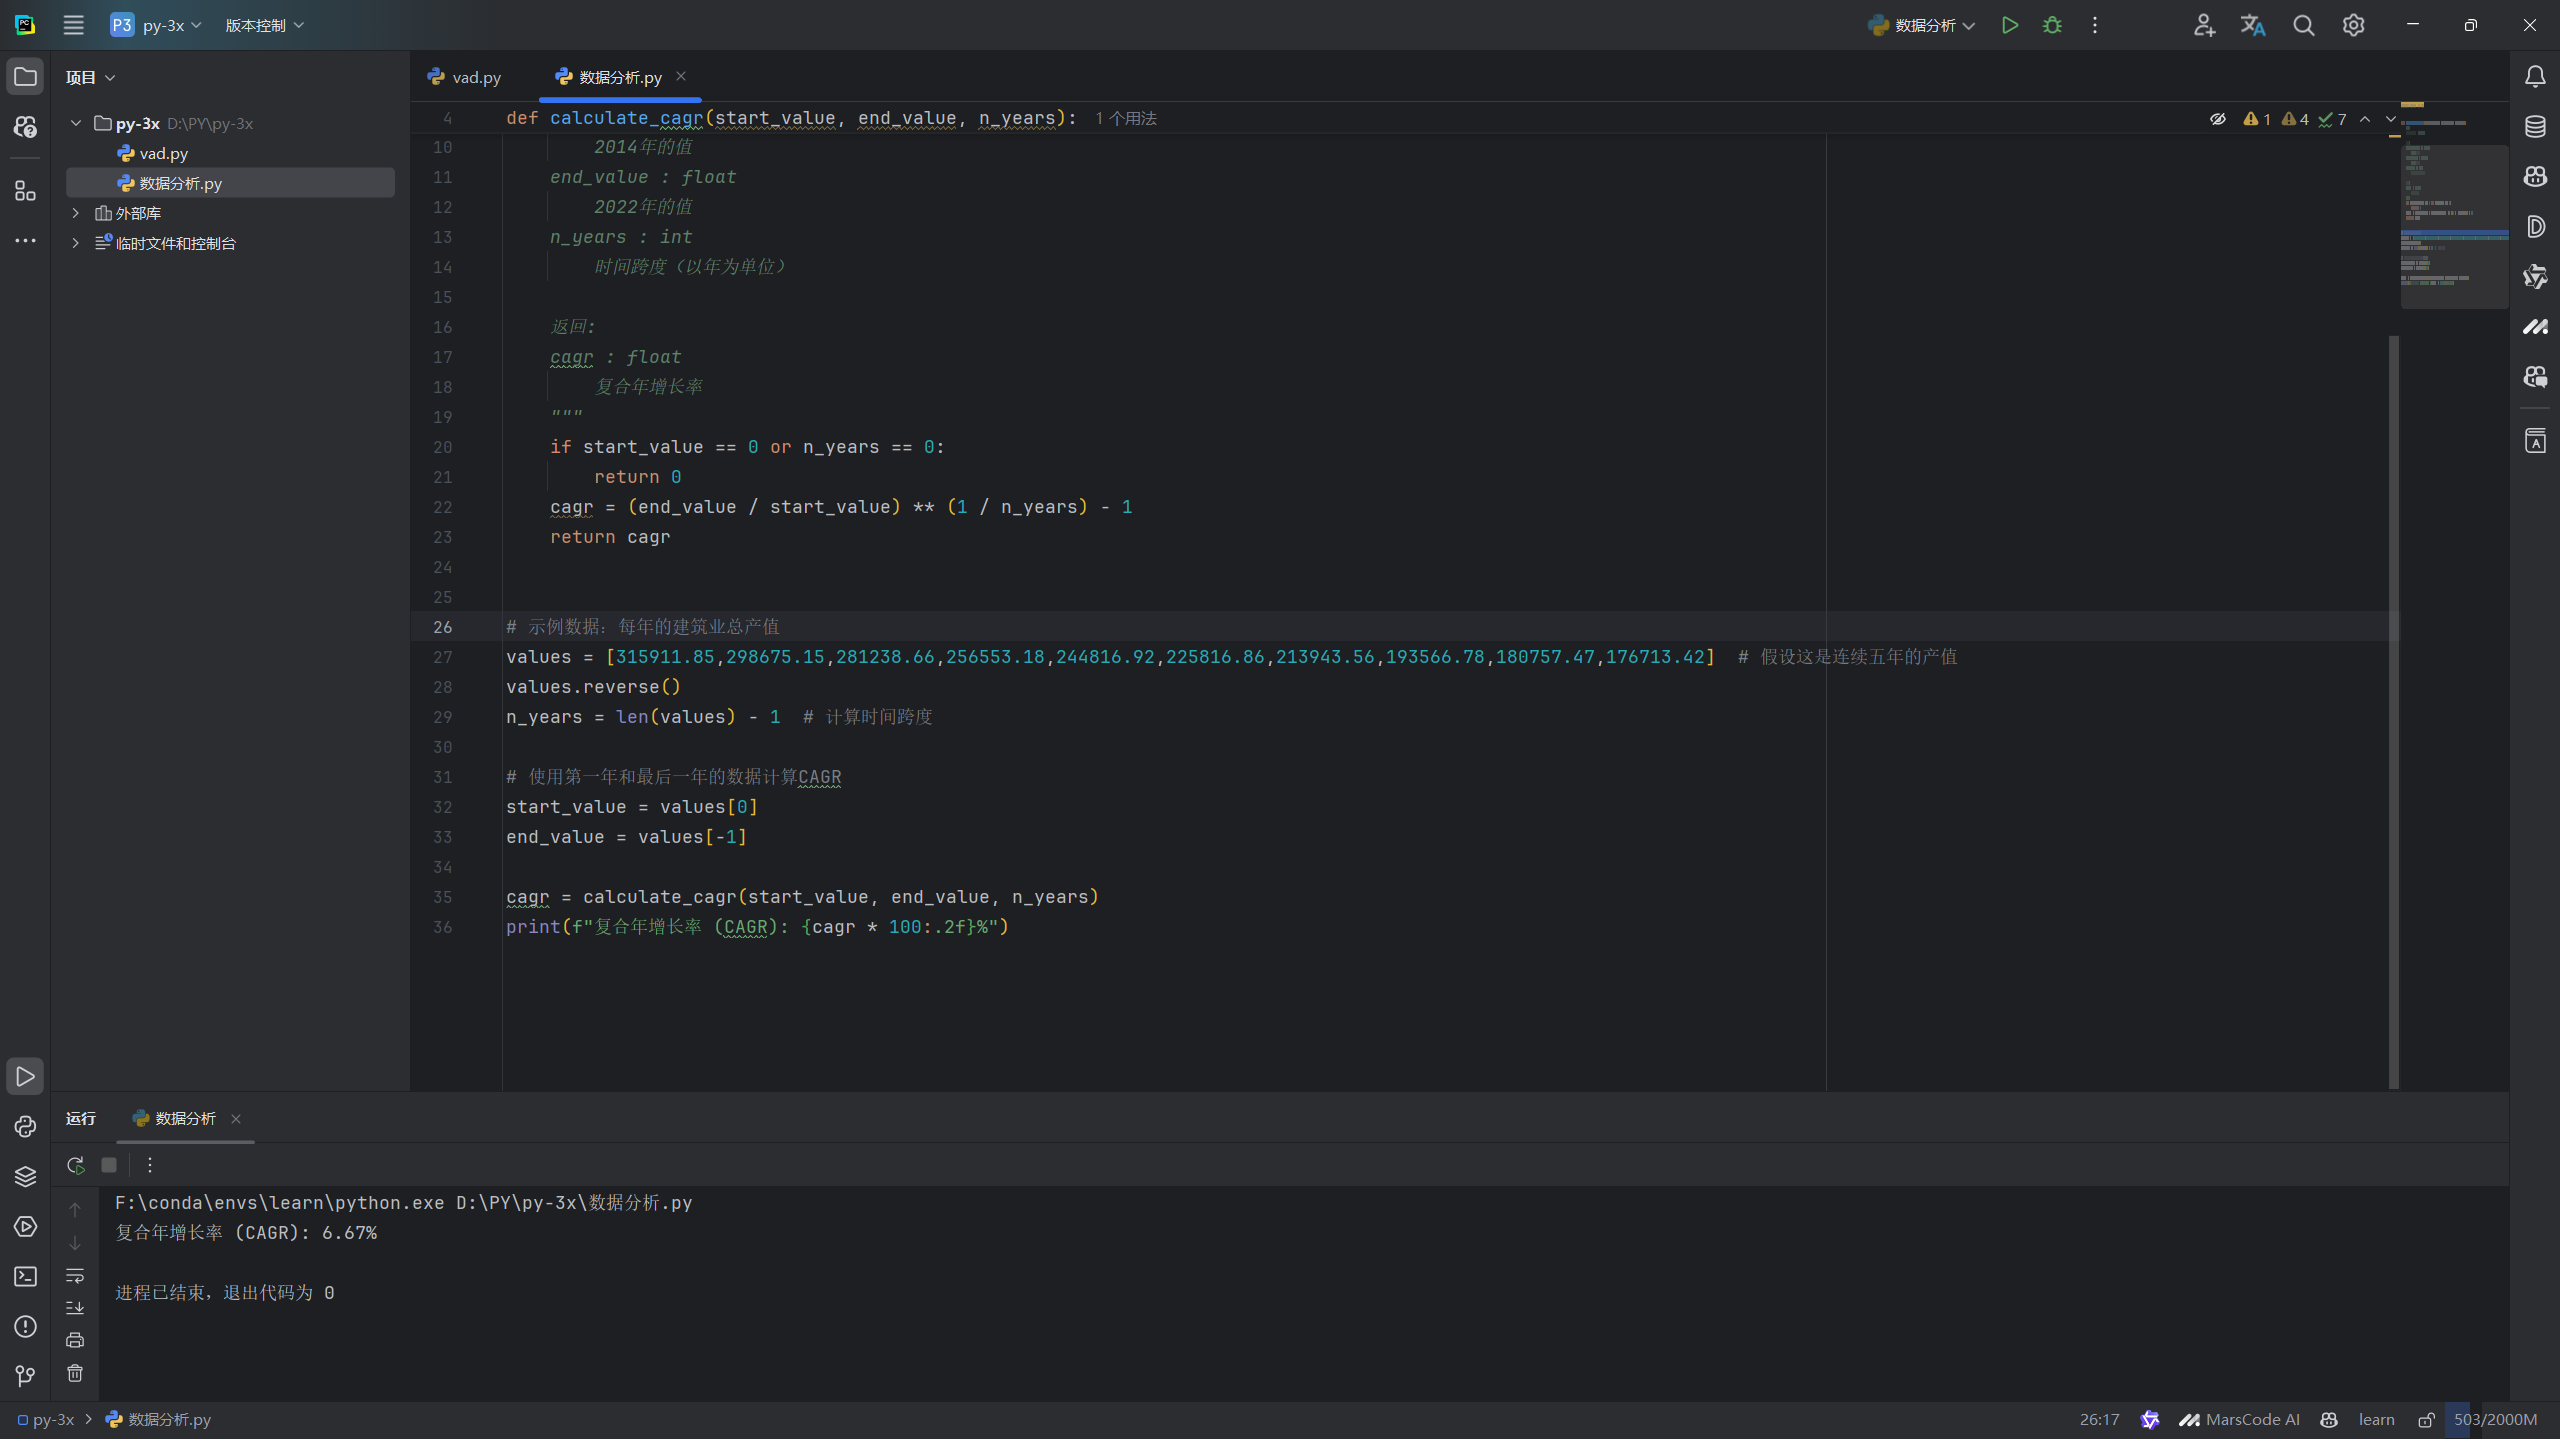 PC P3 py-3x 版本控制 数据分析
项目
py-3x D:\PY\py-3x
vad.py
数据分析.py
外部库
临时文件和控制台
vad.py 数据分析.py
4 def calculate_cagr(start_value, end_value, n_years): 1 个用法
1 4 7
10 2014年的值
11 end_value : float
12 2022年的值
13 n_years : int
14 时间跨度（以年为单位）
15
16 返回:
17 cagr : float
18 复合年增长率
19 """
20 if start_value == 0 or n_years == 0:
21 return 0
22 cagr = (end_value / start_value) ** (1 / n_years) - 1
23 return cagr
24
25
26 # 示例数据：每年的建筑业总产值
27 values = [315911.85,298675.15,281238.66,256553.18,244816.92,225816.86,213943.56,193566.78,180757.47,176713.42] # 假设这是连续五年的产值
28 values.reverse()
29 n_years = len(values) - 1 # 计算时间跨度
30
31 # 使用第一年和最后一年的数据计算CAGR
32 start_value = values[0]
33 end_value = values[-1]
34
35 cagr = calculate_cagr(start_value, end_value, n_years)
36 print(f"复合年增长率 (CAGR): {cagr * 100:.2f}%")
运行 数据分析
F:\conda\envs\learn\python.exe D:\PY\py-3x\数据分析.py
复合年增长率 (CAGR): 6.67%
进程已结束，退出代码为 0
py-3x 数据分析.py
26:17 MarsCode AI learn 503/2000M